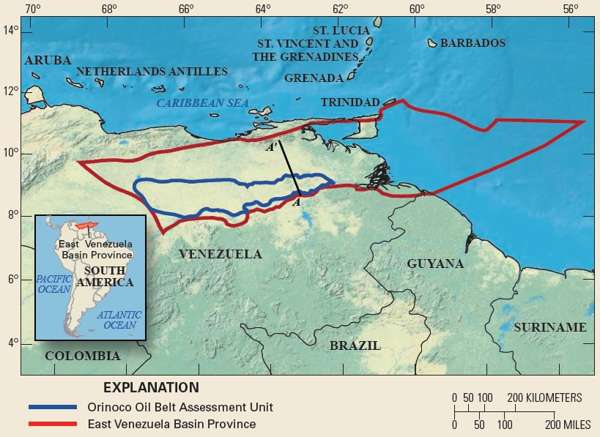 70° 68° 66° 64° 62° 60° 58° 56°
14°
12°
10°
8°
6°
4°
ST. LUCIA
ST. VINCENT AND
THE GRENADINES
BARBADOS
ARUBA
NETHERLANDS ANTILLES
GRENADA
CARIBBEAN SEA
TRINIDAD
A'
A
VENEZUELA
GUYANA
SURINAME
BRAZIL
COLOMBIA
East Venezuela
Basin Province
SOUTH
AMERICA
PACIFIC
OCEAN
ATLANTIC
OCEAN
EXPLANATION
Orinoco Oil Belt Assessment Unit
East Venezuela Basin Province
0 50 100 200 KILOMETERS
0 50 100 200 MILES